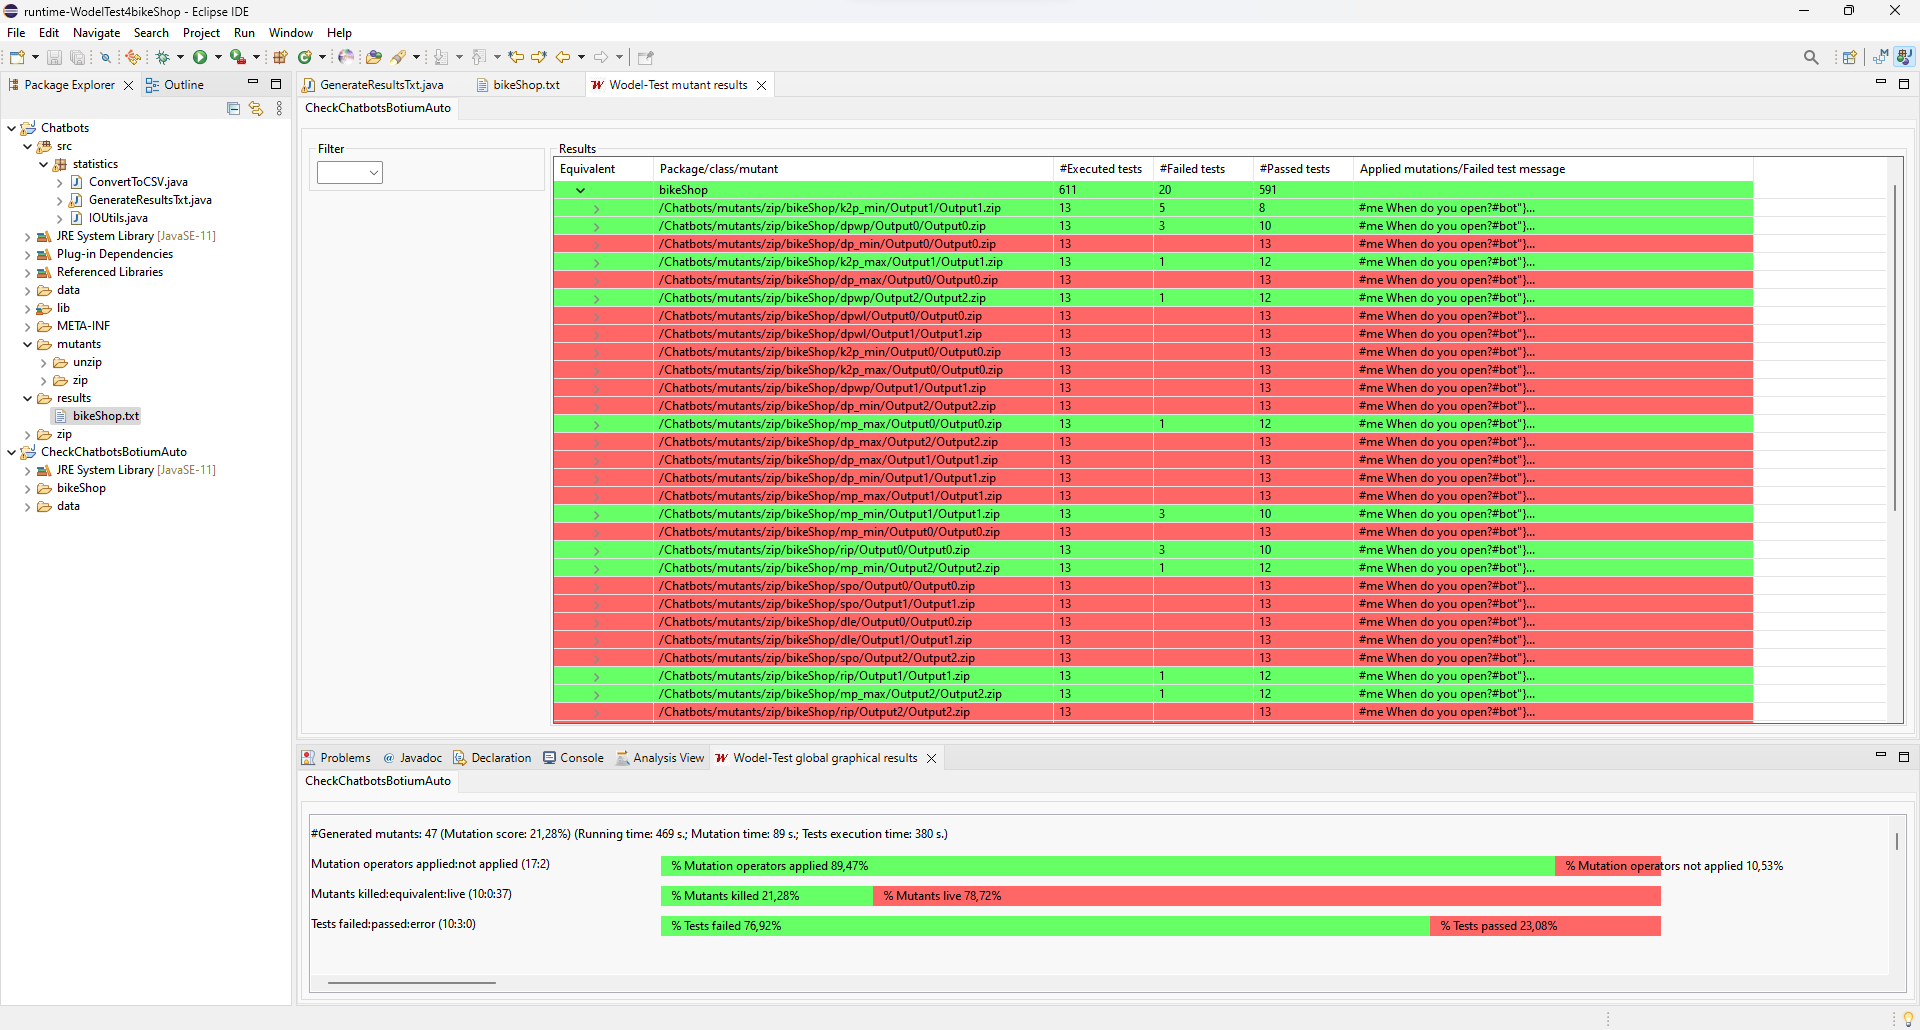 runtime-WodelTest4bikeShop - Eclipse IDE
File Edit Navigate Search Project Run Window Help
Package Explorer Outline
GenerateResultsTxt.java bikeShop.txt Wodel-Test mutant results
CheckChatbotsBotiumAuto
Chatbots
src
statistics
ConvertToCSV.java
GenerateResultsTxt.java
IOUtils.java
JRE System Library [JavaSE-11]
Plug-in Dependencies
Referenced Libraries
data
lib
META-INF
mutants
unzip
zip
results
bikeShop.txt
zip
CheckChatbotsBotiumAuto
JRE System Library [JavaSE-11]
bikeShop
data
Filter
Results
Equivalent Package/class/mutant #Executed tests #Failed tests #Passed tests Applied mutations/Failed test message
bikeShop 611 20 591
/Chatbots/mutants/zip/bikeShop/k2p_min/Output1/Output1.zip 13 5 8 #me When do you open?#bot"}...
/Chatbots/mutants/zip/bikeShop/dpwp/Output0/Output0.zip 13 3 10 #me When do you open?#bot"}...
/Chatbots/mutants/zip/bikeShop/dp_min/Output0/Output0.zip 13 13 #me When do you open?#bot"}...
/Chatbots/mutants/zip/bikeShop/k2p_max/Output1/Output1.zip 13 1 12 #me When do you open?#bot"}...
/Chatbots/mutants/zip/bikeShop/dp_max/Output0/Output0.zip 13 13 #me When do you open?#bot"}...
/Chatbots/mutants/zip/bikeShop/dpwp/Output2/Output2.zip 13 1 12 #me When do you open?#bot"}...
/Chatbots/mutants/zip/bikeShop/dpwl/Output0/Output0.zip 13 13 #me When do you open?#bot"}...
/Chatbots/mutants/zip/bikeShop/dpwl/Output1/Output1.zip 13 13 #me When do you open?#bot"}...
/Chatbots/mutants/zip/bikeShop/k2p_min/Output0/Output0.zip 13 13 #me When do you open?#bot"}...
/Chatbots/mutants/zip/bikeShop/k2p_max/Output0/Output0.zip 13 13 #me When do you open?#bot"}...
/Chatbots/mutants/zip/bikeShop/dpwp/Output1/Output1.zip 13 13 #me When do you open?#bot"}...
/Chatbots/mutants/zip/bikeShop/dp_min/Output2/Output2.zip 13 13 #me When do you open?#bot"}...
/Chatbots/mutants/zip/bikeShop/mp_max/Output0/Output0.zip 13 1 12 #me When do you open?#bot"}...
/Chatbots/mutants/zip/bikeShop/dp_max/Output2/Output2.zip 13 13 #me When do you open?#bot"}...
/Chatbots/mutants/zip/bikeShop/dp_max/Output1/Output1.zip 13 13 #me When do you open?#bot"}...
/Chatbots/mutants/zip/bikeShop/dp_min/Output1/Output1.zip 13 13 #me When do you open?#bot"}...
/Chatbots/mutants/zip/bikeShop/mp_max/Output1/Output1.zip 13 13 #me When do you open?#bot"}...
/Chatbots/mutants/zip/bikeShop/mp_min/Output1/Output1.zip 13 3 10 #me When do you open?#bot"}...
/Chatbots/mutants/zip/bikeShop/mp_min/Output0/Output0.zip 13 13 #me When do you open?#bot"}...
/Chatbots/mutants/zip/bikeShop/rip/Output0/Output0.zip 13 3 10 #me When do you open?#bot"}...
/Chatbots/mutants/zip/bikeShop/mp_min/Output2/Output2.zip 13 1 12 #me When do you open?#bot"}...
/Chatbots/mutants/zip/bikeShop/spo/Output0/Output0.zip 13 13 #me When do you open?#bot"}...
/Chatbots/mutants/zip/bikeShop/spo/Output1/Output1.zip 13 13 #me When do you open?#bot"}...
/Chatbots/mutants/zip/bikeShop/dle/Output0/Output0.zip 13 13 #me When do you open?#bot"}...
/Chatbots/mutants/zip/bikeShop/dle/Output1/Output1.zip 13 13 #me When do you open?#bot"}...
/Chatbots/mutants/zip/bikeShop/spo/Output2/Output2.zip 13 13 #me When do you open?#bot"}...
/Chatbots/mutants/zip/bikeShop/rip/Output1/Output1.zip 13 1 12 #me When do you open?#bot"}...
/Chatbots/mutants/zip/bikeShop/mp_max/Output2/Output2.zip 13 1 12 #me When do you open?#bot"}...
/Chatbots/mutants/zip/bikeShop/rip/Output2/Output2.zip 13 13 #me When do you open?#bot"}...
Problems Javadoc Declaration Console Analysis View Wodel-Test global graphical results
CheckChatbotsBotiumAuto
#Generated mutants: 47 (Mutation score: 21,28%) (Running time: 469 s.; Mutation time: 89 s.; Tests execution time: 380 s.)
Mutation operators applied:not applied (17:2) % Mutation operators applied 89,47% % Mutation operators not applied 10,53%
Mutants killed:equivalent:live (10:0:37) % Mutants killed 21,28% % Mutants live 78,72%
Tests failed:passed:error (10:3:0) % Tests failed 76,92% % Tests passed 23,08%